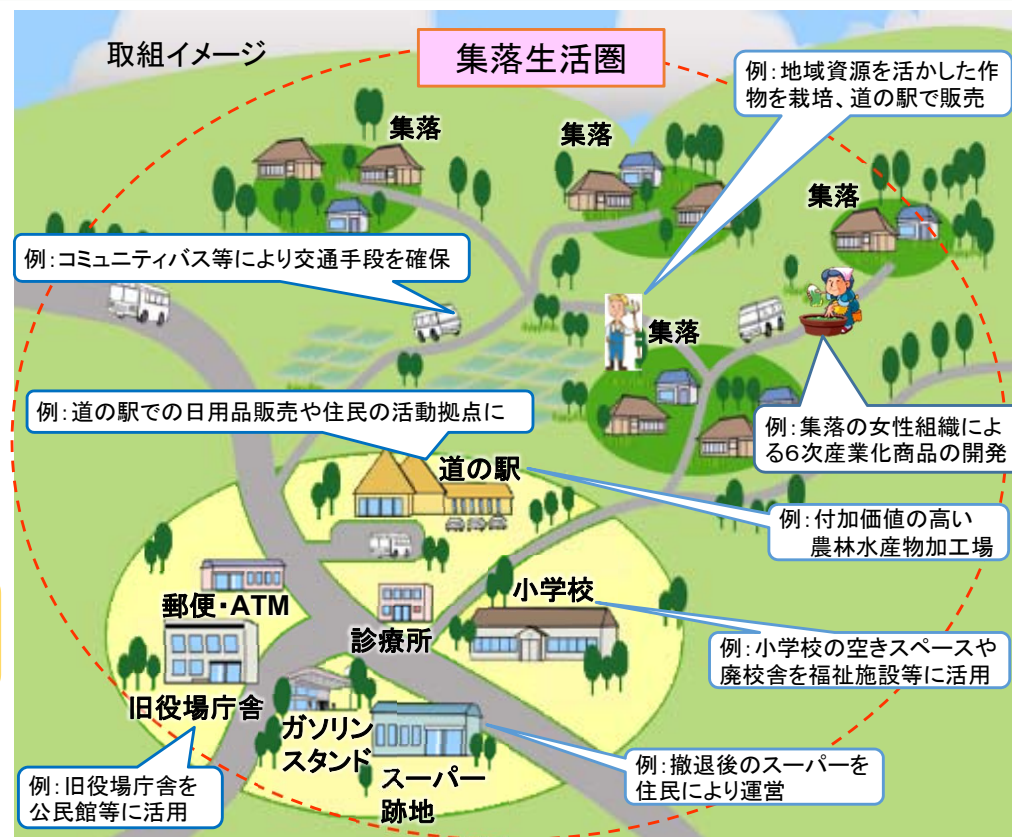 取組イメージ
集落生活圏
例：地域資源を活かした作
物を栽培、道の駅で販売
集落
集落
集落
例：コミュニティバス等により交通手段を確保
集落
例：道の駅での日用品販売や住民の活動拠点に
例：集落の女性組織によ
る6次産業化商品の開発
道の駅
例：付加価値の高い
農林水産物加工場
小学校
郵便・ATM
診療所
例：小学校の空きスペースや
廃校舎を福祉施設等に活用
旧役場庁舎
ガソリン
スタンド
スーパー
跡地
例：旧役場庁舎を
公民館等に活用
例：撤退後のスーパーを
住民により運営